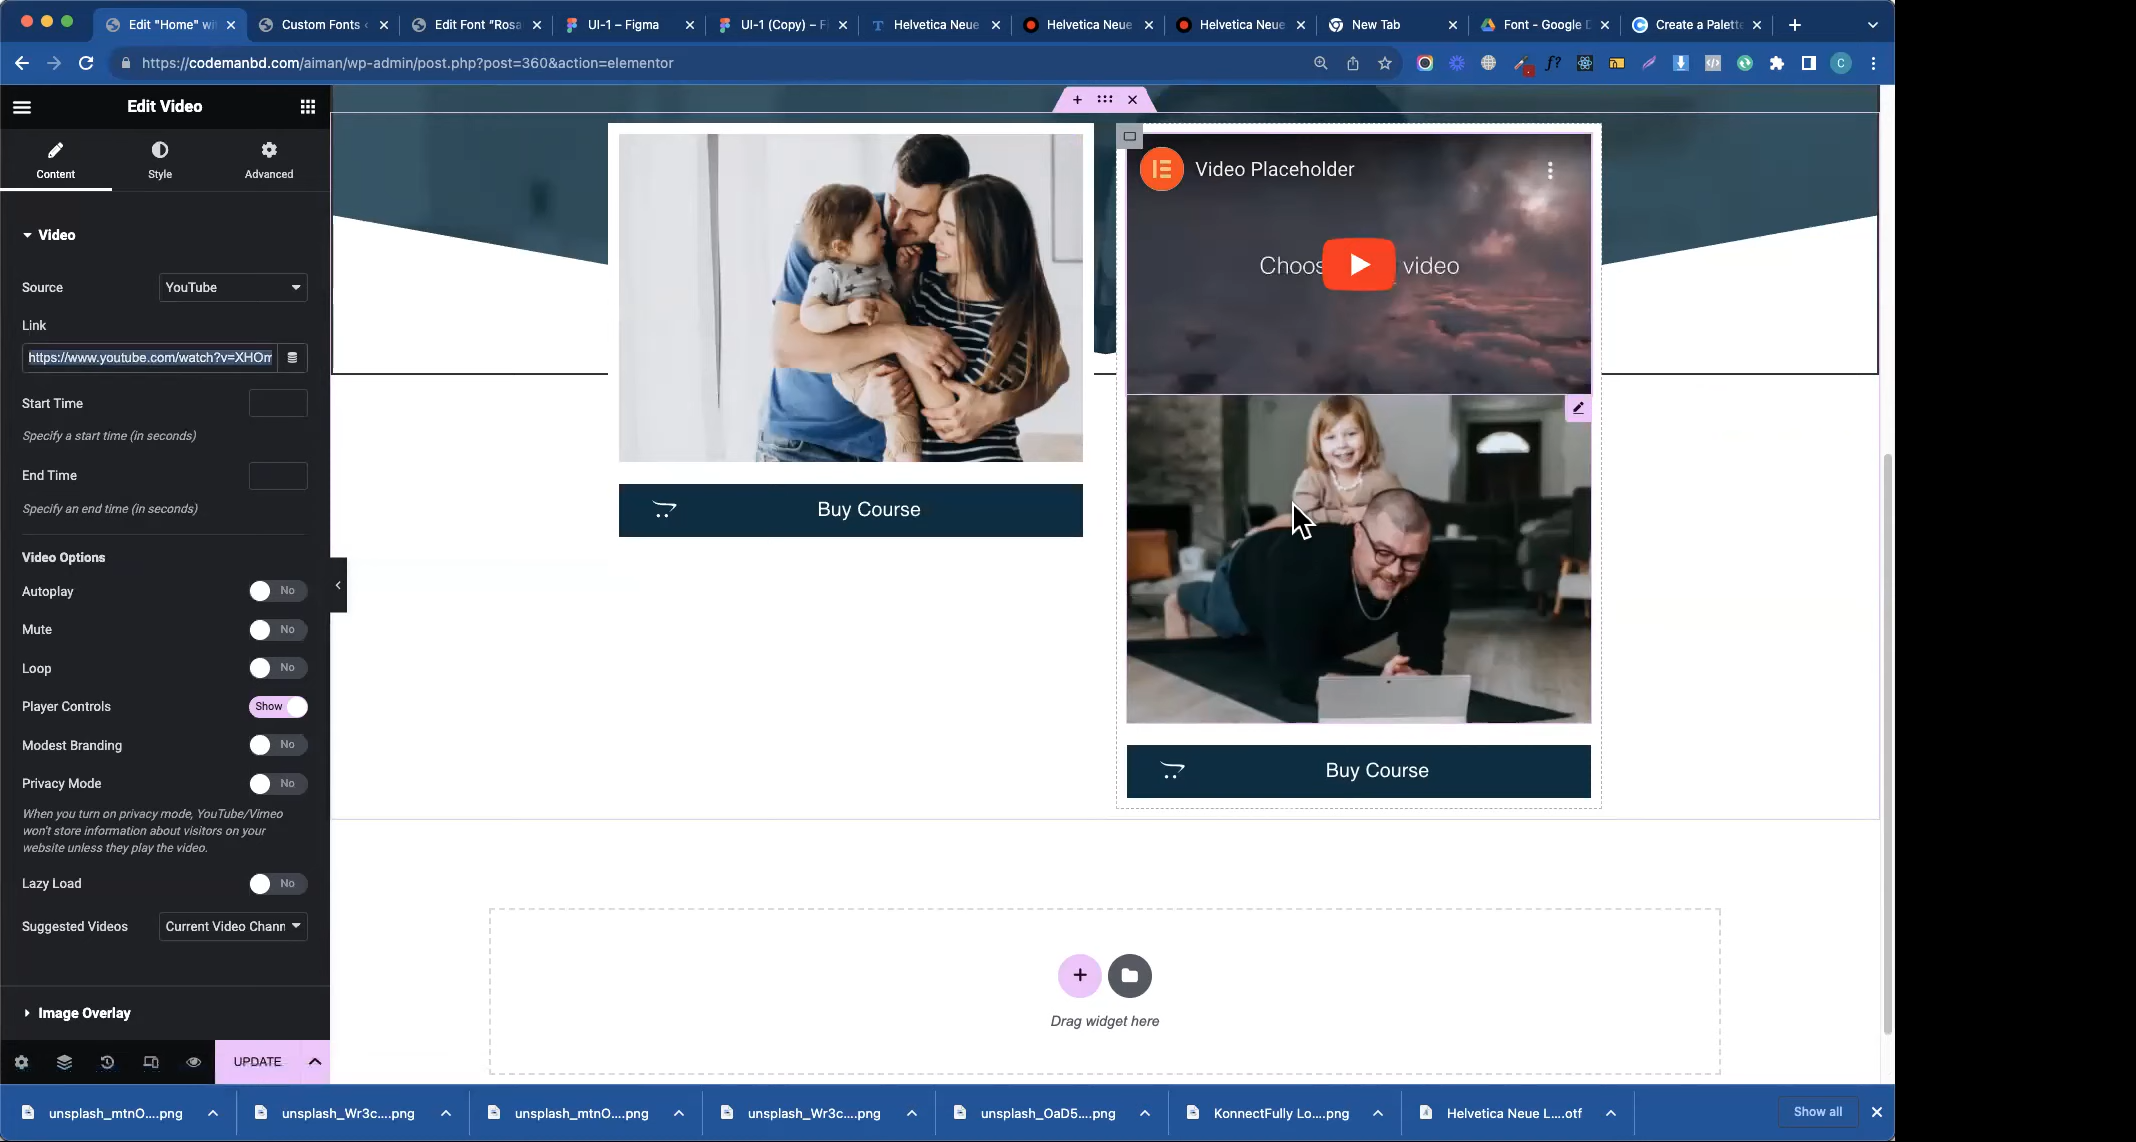 Edit "Home" wi
Custom Fonts
Edit Font "Rosa
UI-1 – Figma
UI-1 (Copy) – F
Helvetica Neue
Helvetica Neue
Helvetica Neue
New Tab
Font - Google D
Create a Palett
https://codemanbd.com/aiman/wp-admin/post.php?post=360&action=elementor
f?
C
Edit Video
Content
Style
Advanced
Video
Source
YouTube
Link
https://www.youtube.com/watch?v=XHOm
Start Time
Specify a start time (in seconds)
End Time
Specify an end time (in seconds)
Video Options
Autoplay
No
Mute
No
Loop
No
Player Controls
Show
Modest Branding
No
Privacy Mode
No
When you turn on privacy mode, YouTube/Vimeo
won't store information about visitors on your
website unless they play the video.
Lazy Load
No
Suggested Videos
Current Video Chann
Image Overlay
UPDATE
Buy Course
Video Placeholder
Choos
video
Buy Course
Drag widget here
unsplash_mtnO....png
unsplash_Wr3c....png
unsplash_mtnO....png
unsplash_Wr3c....png
unsplash_OaD5....png
KonnectFully Lo....png
Helvetica Neue L....otf
Show all